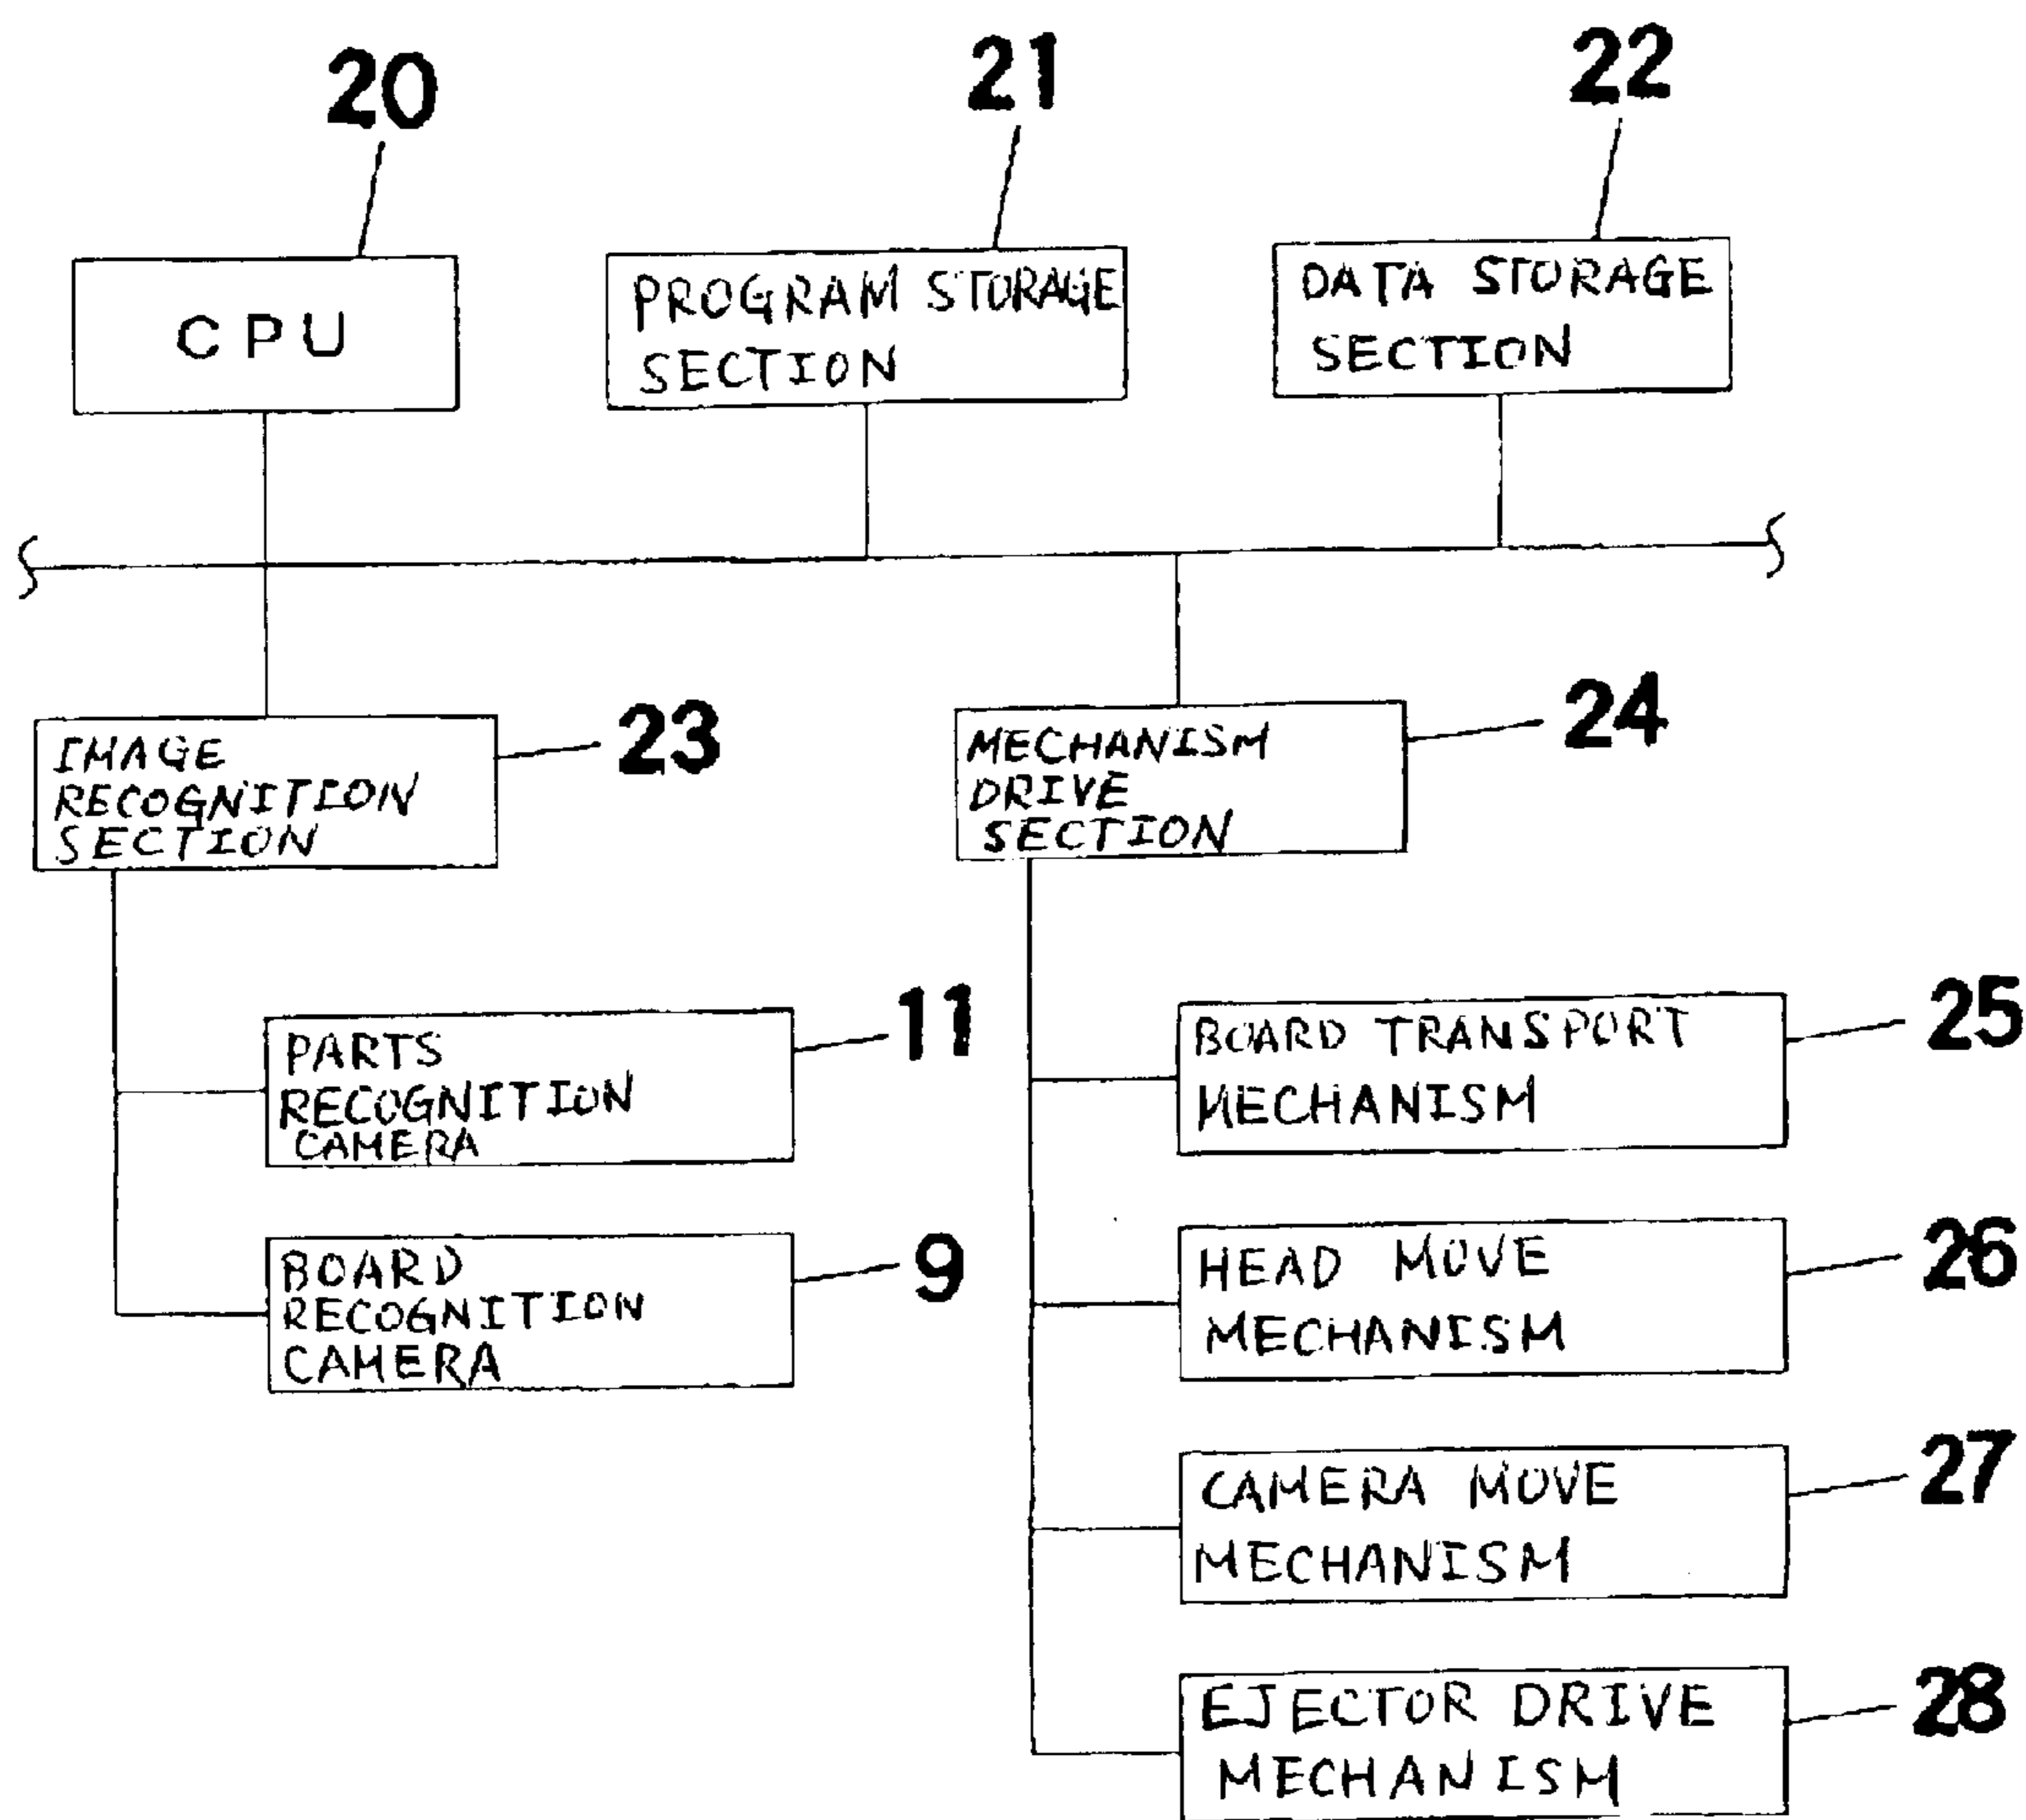 20
21
22
CPU
PROGRAM STORAGE
SECTION
DATA STORAGE
SECTION
IMAGE
RECOGNITION
SECTION
23
MECHANISM
DRIVE
SECTION
24
PARTS
RECOGNITION
CAMERA
11
BOARD
RECOGNITION
CAMERA
9
BOARD TRANSPORT
MECHANISM
25
HEAD MOVE
MECHANISM
26
CAMERA MOVE
MECHANISM
27
EJECTOR DRIVE
MECHANISM
28